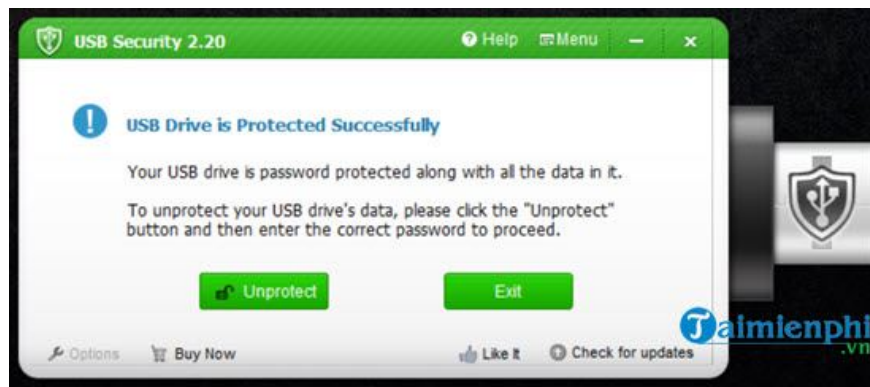 USB Security 2.20
Help Menu
USB Drive is Protected Successfully
Your USB drive is password protected along with all the data in it.
To unprotect your USB drive's data, please click the "Unprotect"
button and then enter the correct password to proceed.
Unprotect Exit
Options Buy Now Like It Check for updates
Taimienphi
.vn